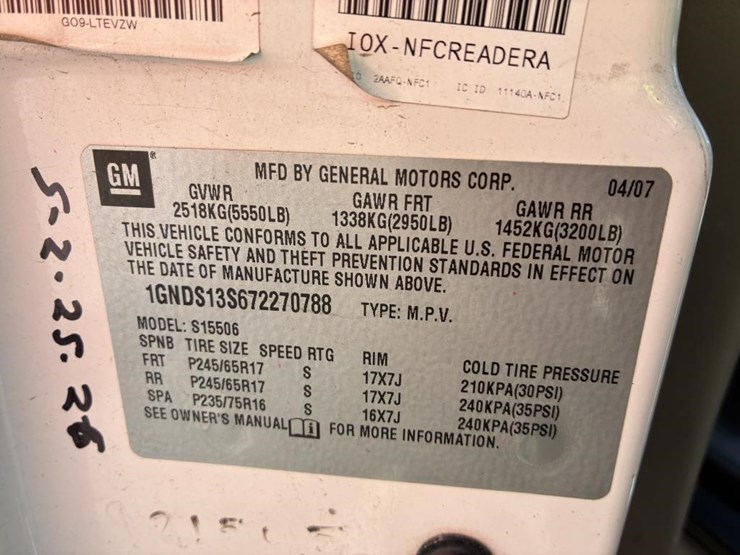 GO9-LTEVZW
IOX-NFCREADERA
2AAFQ-NFC1 IC ID 11140A-NFC1
GM
MFD BY GENERAL MOTORS CORP. 04/07
GVWR GAWR FRT GAWR RR
2518KG(5550LB) 1338KG(2950LB) 1452KG(3200LB)
THIS VEHICLE CONFORMS TO ALL APPLICABLE U.S. FEDERAL MOTOR
VEHICLE SAFETY AND THEFT PREVENTION STANDARDS IN EFFECT ON
THE DATE OF MANUFACTURE SHOWN ABOVE.
1GNDS13S672270788 TYPE: M.P.V.
MODEL: S15506
SPNB TIRE SIZE SPEED RTG RIM COLD TIRE PRESSURE
FRT P245/65R17 S 17X7J 210KPA(30PSI)
RR P245/65R17 S 17X7J 240KPA(35PSI)
SPA P235/75R16 S 16X7J 240KPA(35PSI)
SEE OWNER'S MANUAL FOR MORE INFORMATION.
5-2-25.